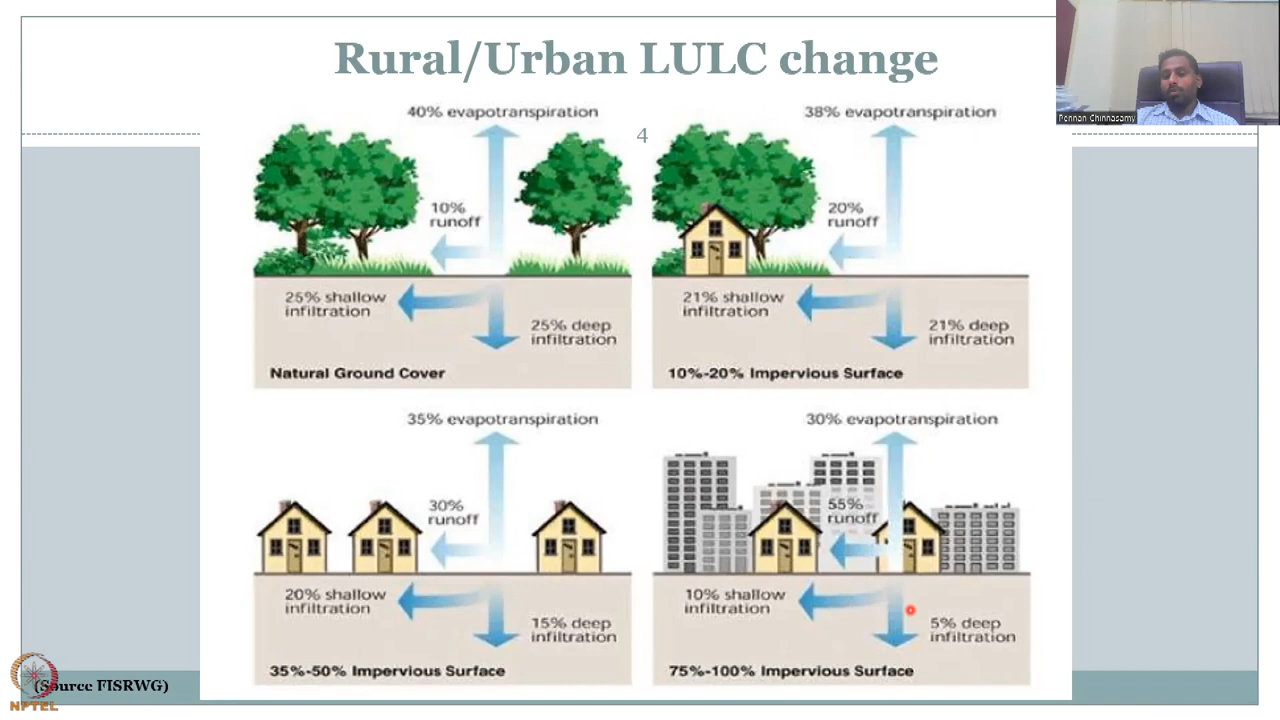 Rural/Urban LULC change
Pennan Chinnasamy
4
40% evapotranspiration
10%
runoff
25% shallow
infiltration
25% deep
infiltration
Natural Ground Cover
38% evapotranspiration
20%
runoff
21% shallow
infiltration
21% deep
infiltration
10%-20% Impervious Surface
35% evapotranspiration
30%
runoff
20% shallow
infiltration
15% deep
infiltration
35%-50% Impervious Surface
30% evapotranspiration
55%
runoff
10% shallow
infiltration
5% deep
infiltration
75%-100% Impervious Surface
(Source FISRWG)
NPTEL